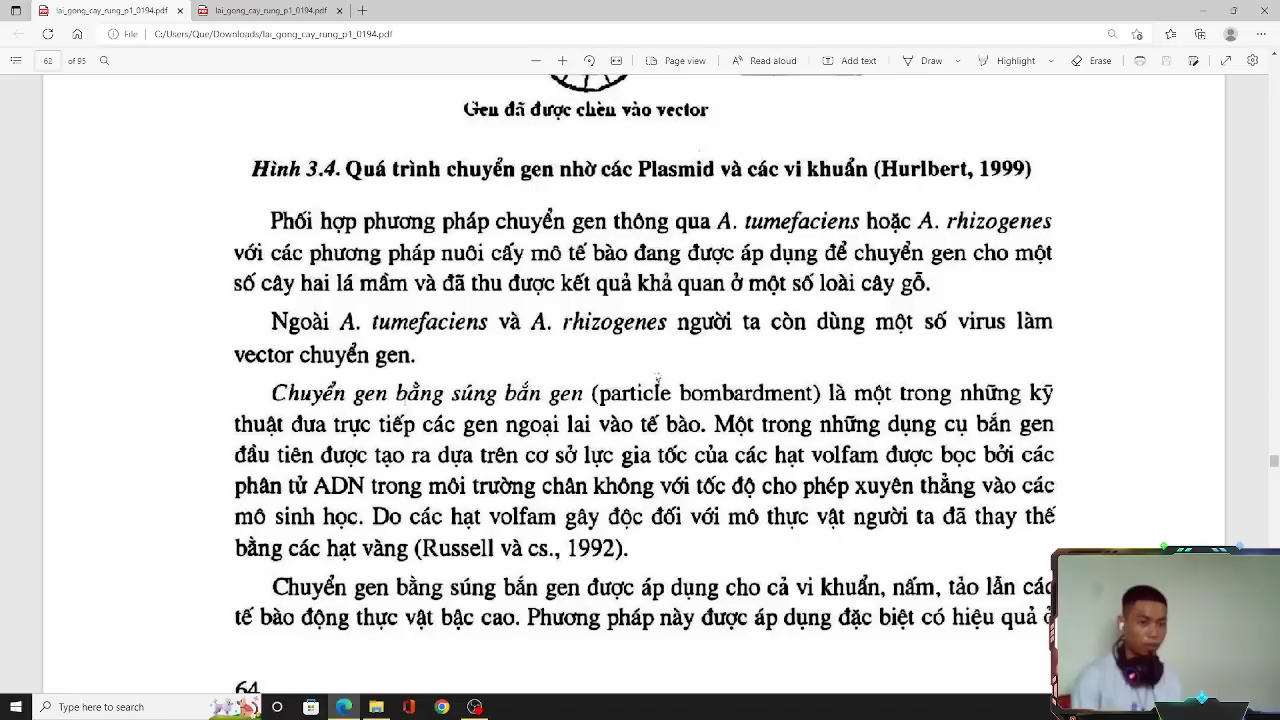 lai_gong_cay_rung_p1_0194.pdf
lai_gong_cay_rung_p1_0194.pdf
File C:/Users/Que/Downloads/lai_gong_cay_rung_p1_0194.pdf
62 of 95 Page view Read aloud Add text Draw Highlight Erase
Gen đã được chèn vào vector
Hình 3.4. Quá trình chuyển gen nhờ các Plasmid và các vi khuẩn (Hurlbert, 1999)
Phối hợp phương pháp chuyển gen thông qua A. tumefaciens hoặc A. rhizogenes
với các phương pháp nuôi cấy mô tế bào đang được áp dụng để chuyển gen cho một
số cây hai lá mầm và đã thu được kết quả khả quan ở một số loài cây gỗ.
Ngoài A. tumefaciens và A. rhizogenes người ta còn dùng một số virus làm
vector chuyển gen.
Chuyển gen bằng súng bắn gen (particle bombardment) là một trong những kỹ
thuật đưa trực tiếp các gen ngoại lai vào tế bào. Một trong những dụng cụ bắn gen
đầu tiên được tạo ra dựa trên cơ sở lực gia tốc của các hạt volfam được bọc bởi các
phân tử ADN trong môi trường chân không với tốc độ cho phép xuyên thẳng vào các
mô sinh học. Do các hạt volfam gây độc đối với mô thực vật người ta đã thay thế
bằng các hạt vàng (Russell và cs., 1992).
Chuyển gen bằng súng bắn gen được áp dụng cho cả vi khuẩn, nấm, tảo lẫn các
tế bào động thực vật bậc cao. Phương pháp này được áp dụng đặc biệt có hiệu quả ở
64
Type here to search